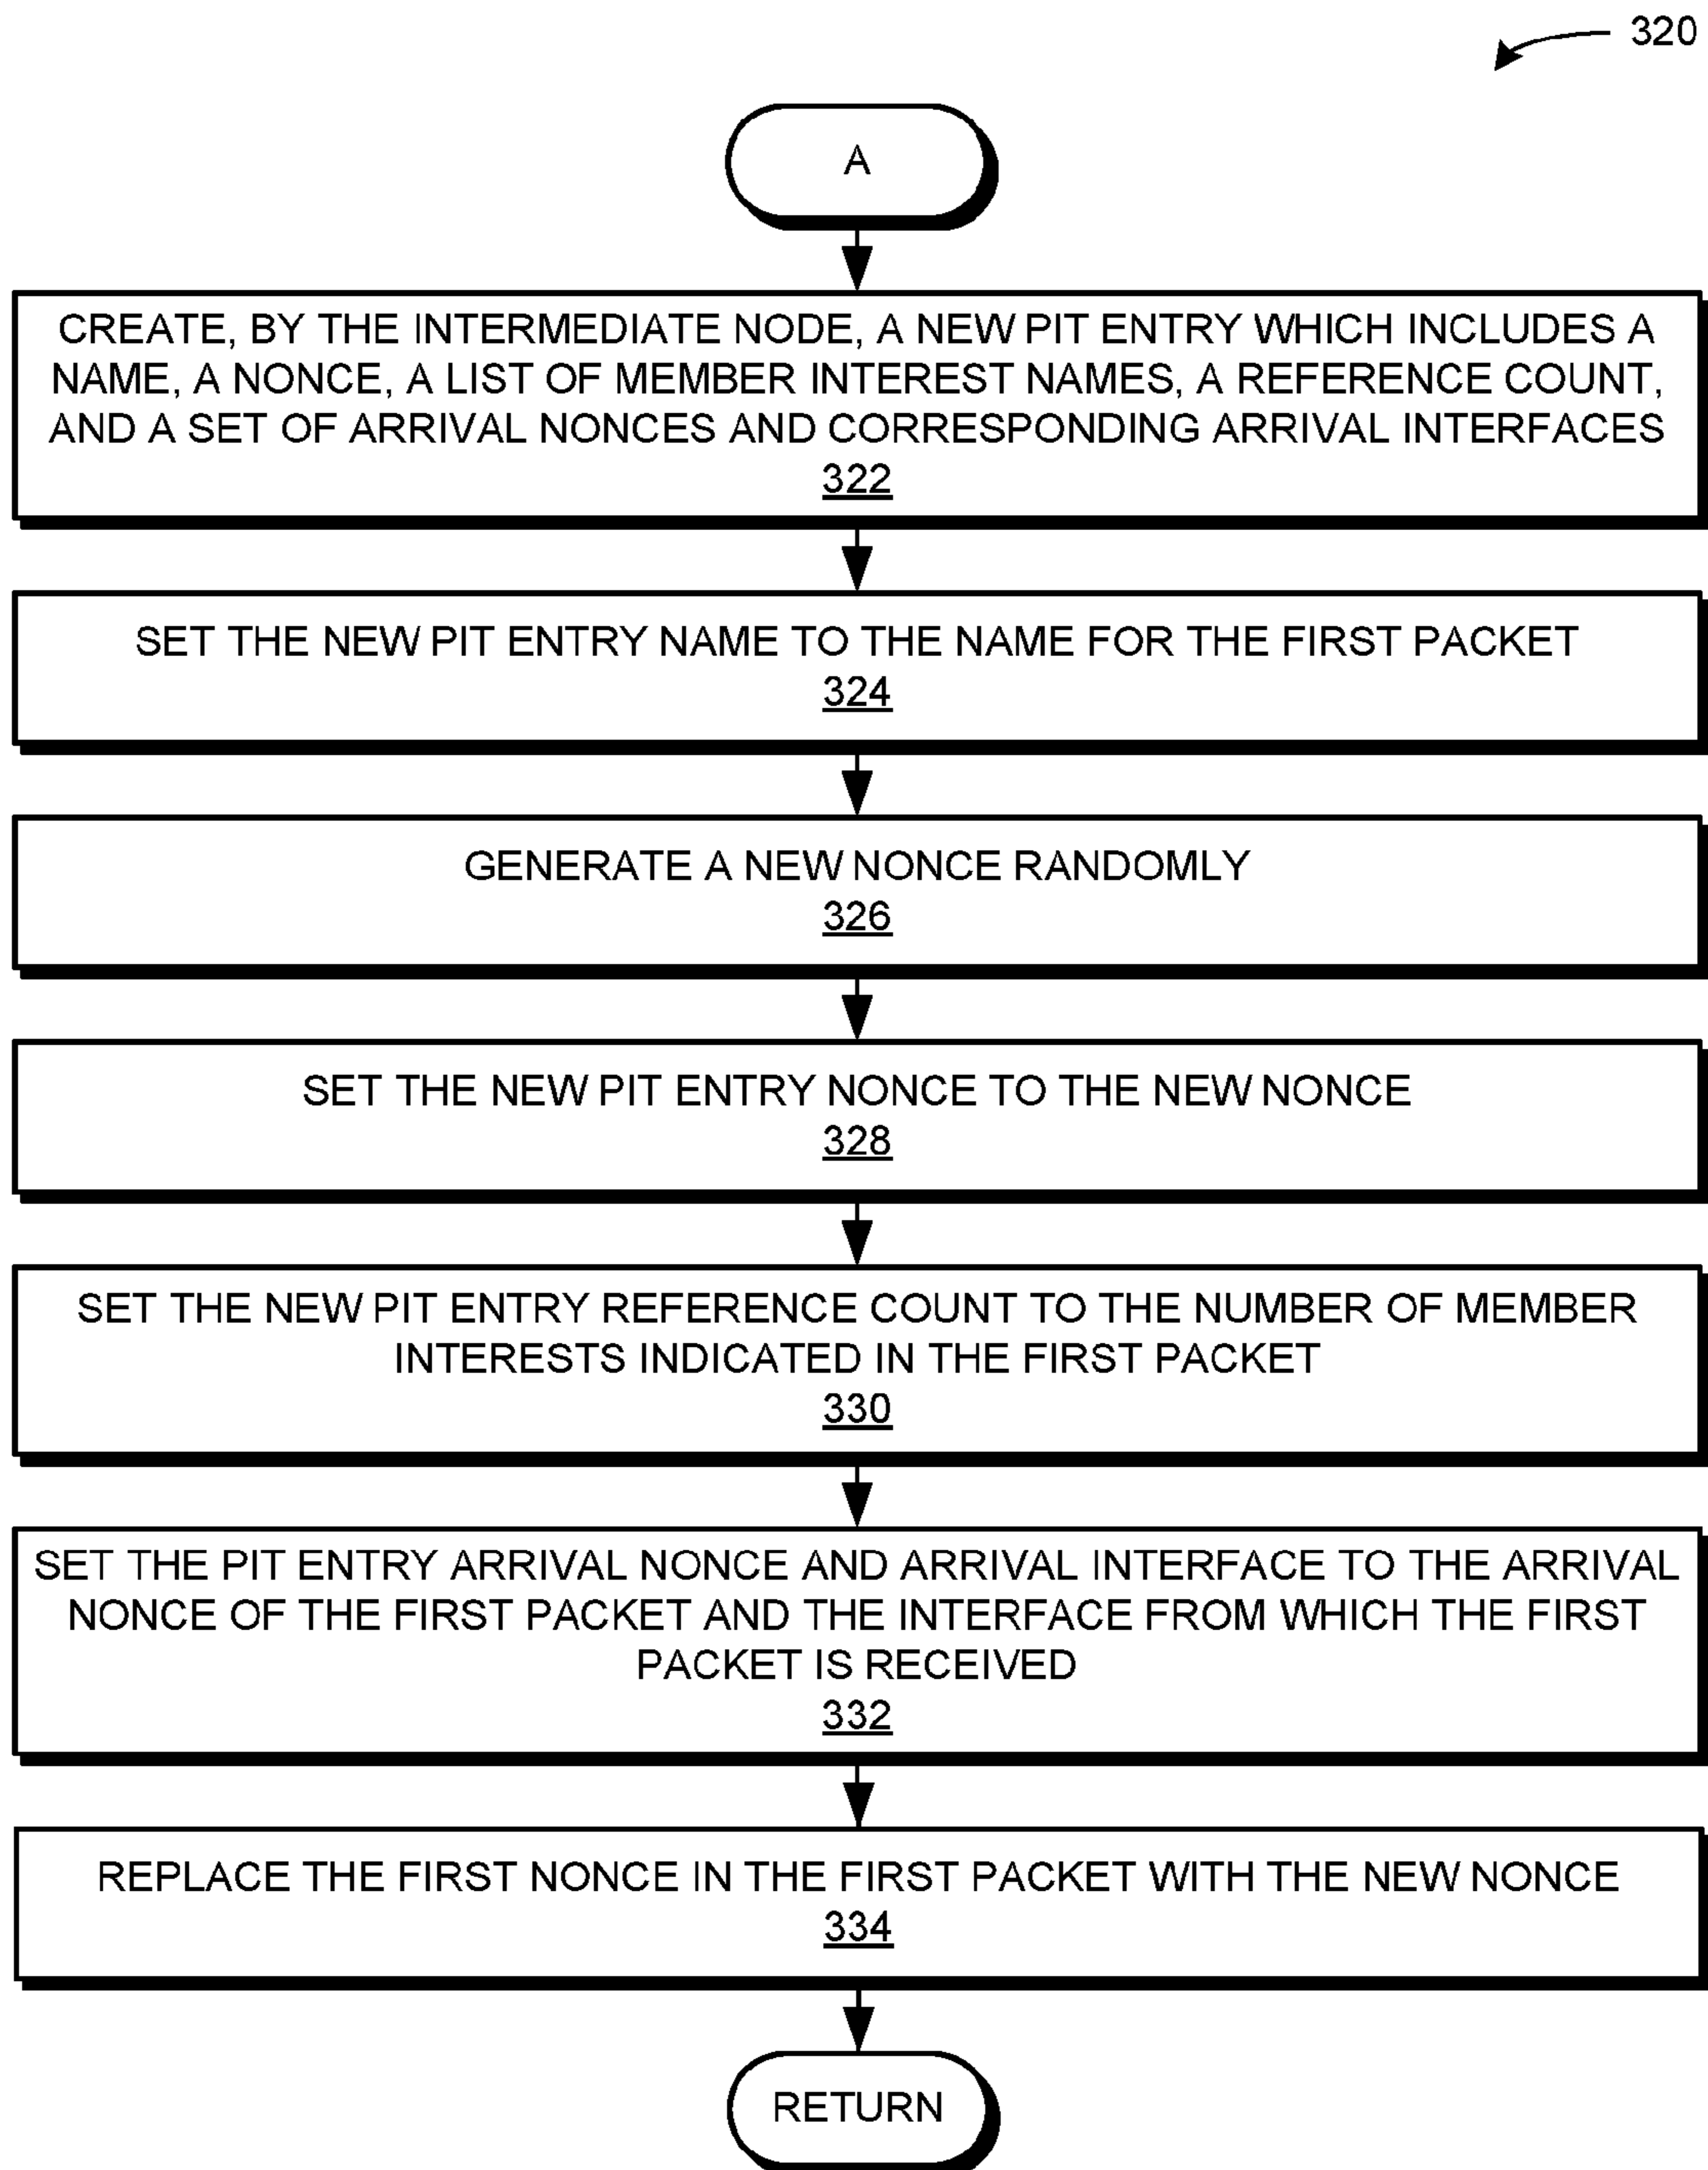 320
A
CREATE, BY THE INTERMEDIATE NODE, A NEW PIT ENTRY WHICH INCLUDES A
NAME, A NONCE, A LIST OF MEMBER INTEREST NAMES, A REFERENCE COUNT,
AND A SET OF ARRIVAL NONCES AND CORRESPONDING ARRIVAL INTERFACES
322
SET THE NEW PIT ENTRY NAME TO THE NAME FOR THE FIRST PACKET
324
GENERATE A NEW NONCE RANDOMLY
326
SET THE NEW PIT ENTRY NONCE TO THE NEW NONCE
328
SET THE NEW PIT ENTRY REFERENCE COUNT TO THE NUMBER OF MEMBER
INTERESTS INDICATED IN THE FIRST PACKET
330
SET THE PIT ENTRY ARRIVAL NONCE AND ARRIVAL INTERFACE TO THE ARRIVAL
NONCE OF THE FIRST PACKET AND THE INTERFACE FROM WHICH THE FIRST
PACKET IS RECEIVED
332
REPLACE THE FIRST NONCE IN THE FIRST PACKET WITH THE NEW NONCE
334
RETURN